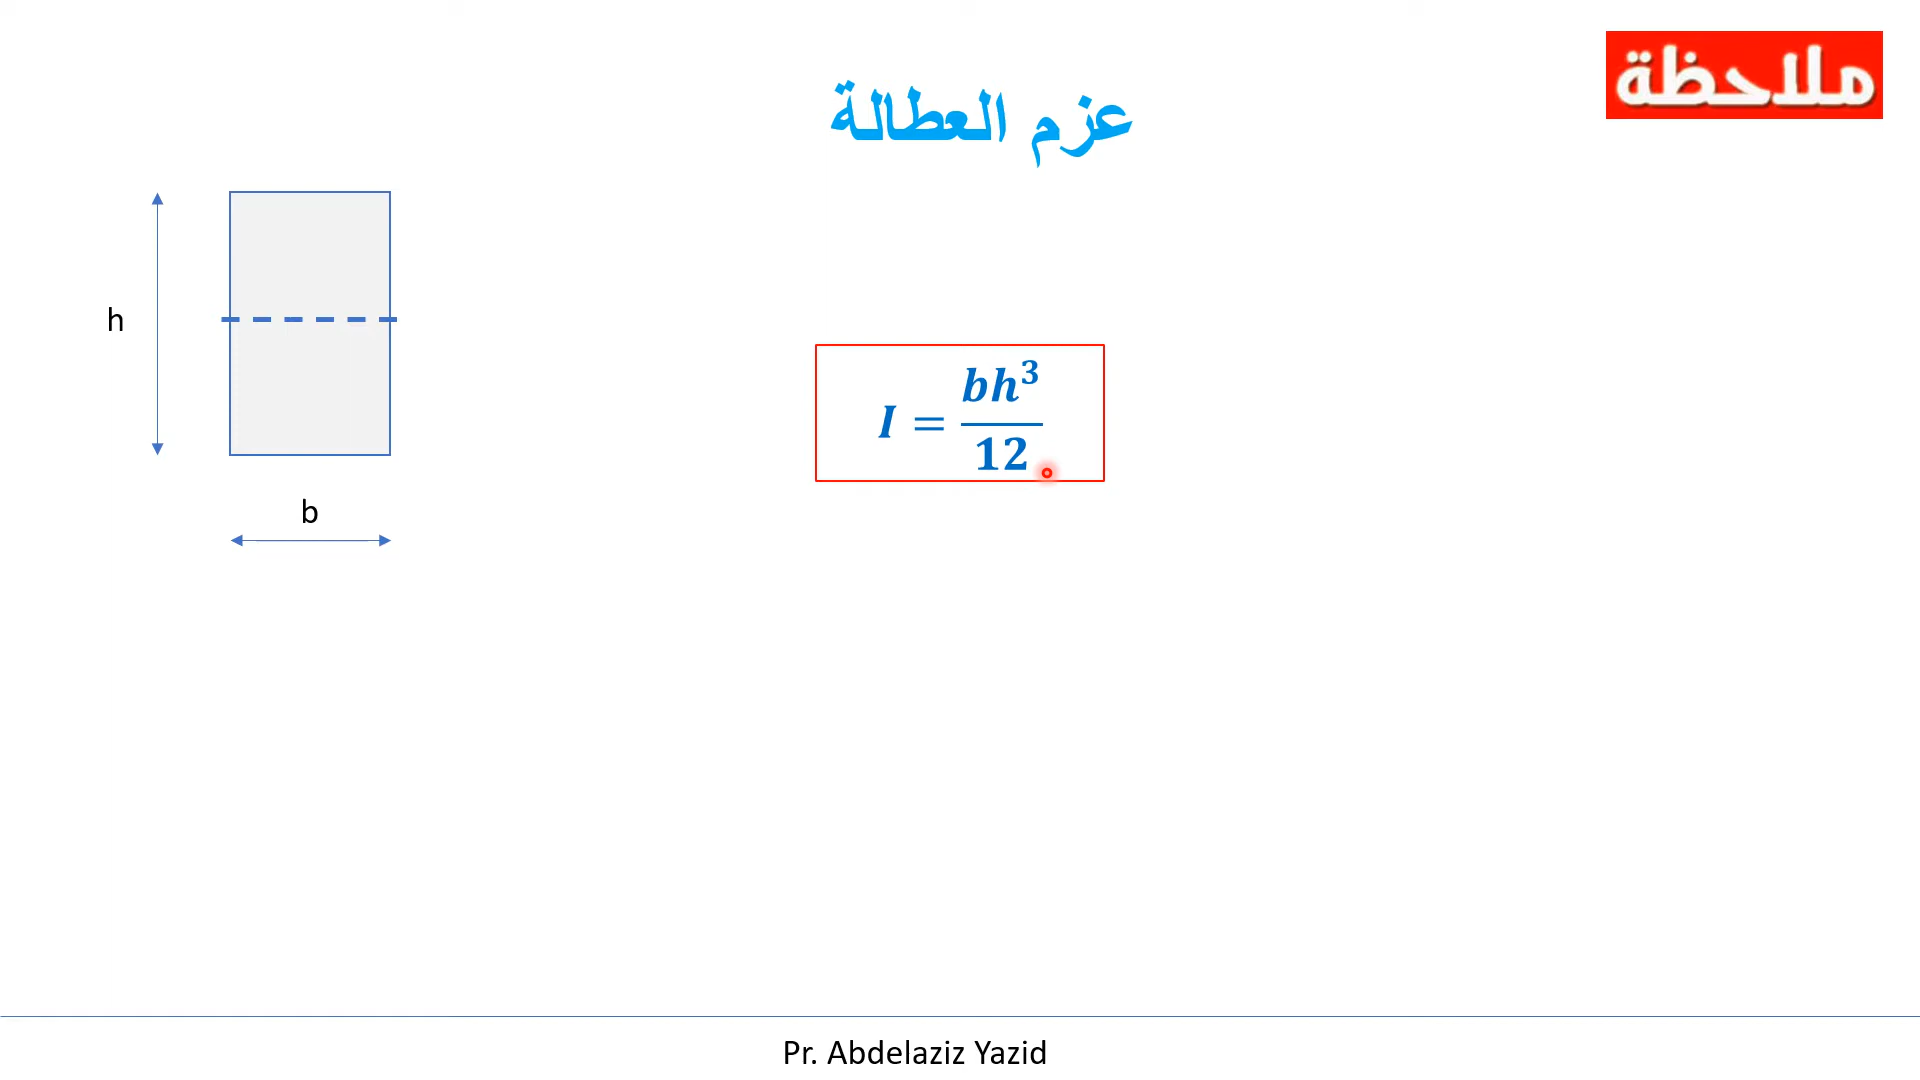 ملاحظة
عزم العطالة
h
I = bh³/12
b
Pr. Abdelaziz Yazid